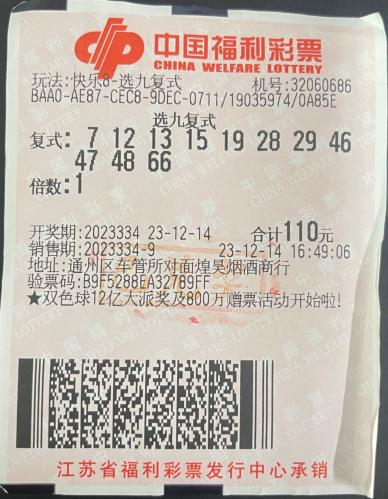 中国福利彩票
CHINA WELFARE LOTTERY
玩法:快乐8-选九复式 机号:32060686
BAA0-AE87-CEC8-9DEC-0711/19035974/0A85E
选九复式
复式: 7 12 13 15 19 28 29 46
47 48 66
倍数:1
开奖期:2023334 23-12-14 合计110元
销售期:2023334-9 23-12-14 16:49:06
地址:通州区车管所对面煌昊烟酒商行
验票码:B9F5288EA32789FF
★双色球12亿大派奖及800万赠票活动开始啦!
江苏省福利彩票发行中心承销